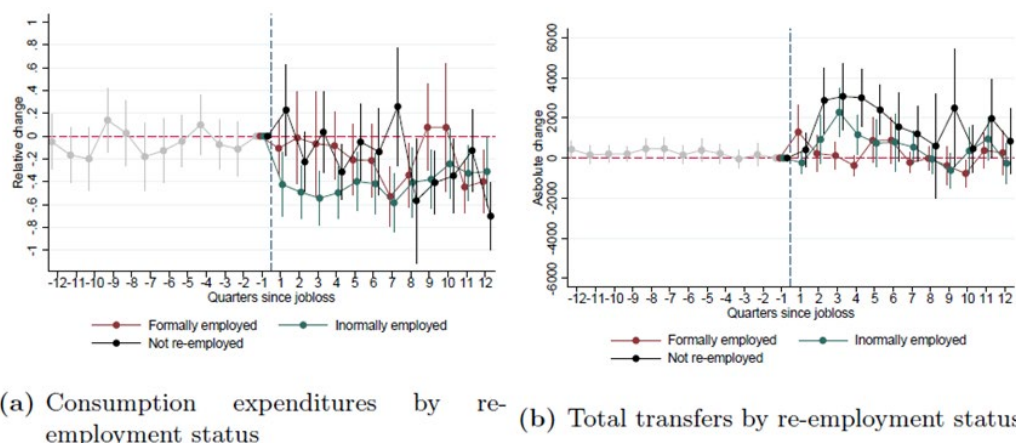 Relative change
1
.8
.6
.4
.2
0
-.2
-.4
-.6
-.8
-1
-12 -11 -10 -9 -8 -7 -6 -5 -4 -3 -2 -1 1 2 3 4 5 6 7 8 9 10 11 12
Quarters since jobloss
Formally employed Inormally employed
Not re-employed
(a) Consumption expenditures by re-
employment status
Asbolute change
6000
4000
2000
0
-2000
-4000
-6000
-12 -11 -10 -9 -8 -7 -6 -5 -4 -3 -2 -1 1 2 3 4 5 6 7 8 9 10 11 12
Quarters since jobloss
Formally employed Inormally employed
Not re-employed
(b) Total transfers by re-employment status